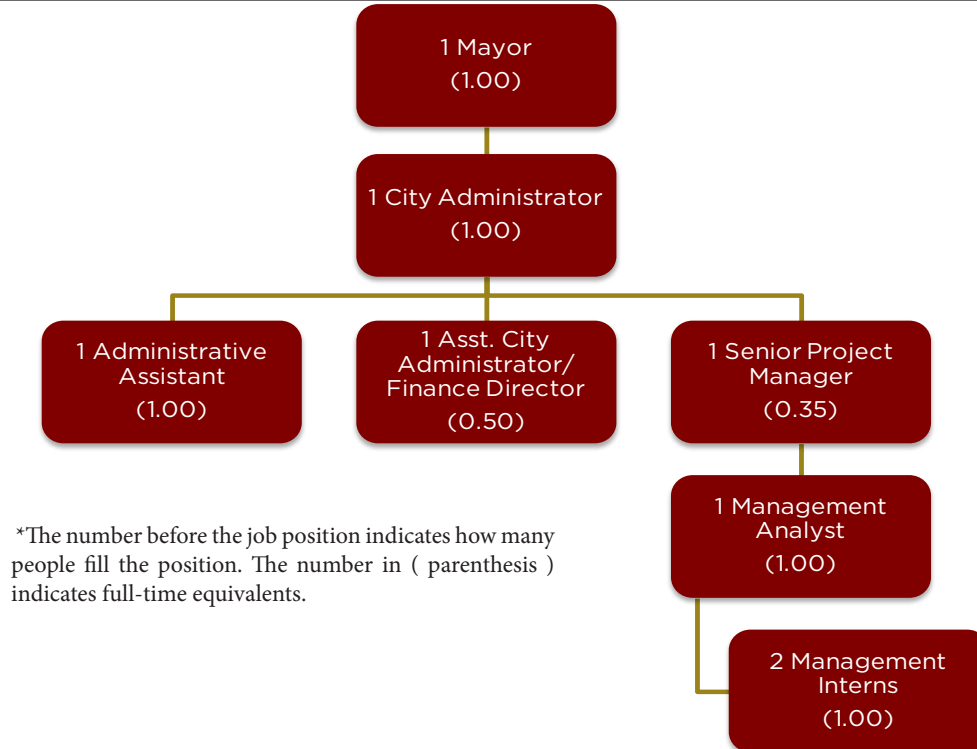 1 Mayor
(1.00)
1 City Administrator
(1.00)
1 Administrative
Assistant
(1.00)
1 Asst. City
Administrator/
Finance Director
(0.50)
1 Senior Project
Manager
(0.35)
1 Management
Analyst
(1.00)
*The number before the job position indicates how many
people fill the position. The number in ( parenthesis )
indicates full-time equivalents.
2 Management
Interns
(1.00)